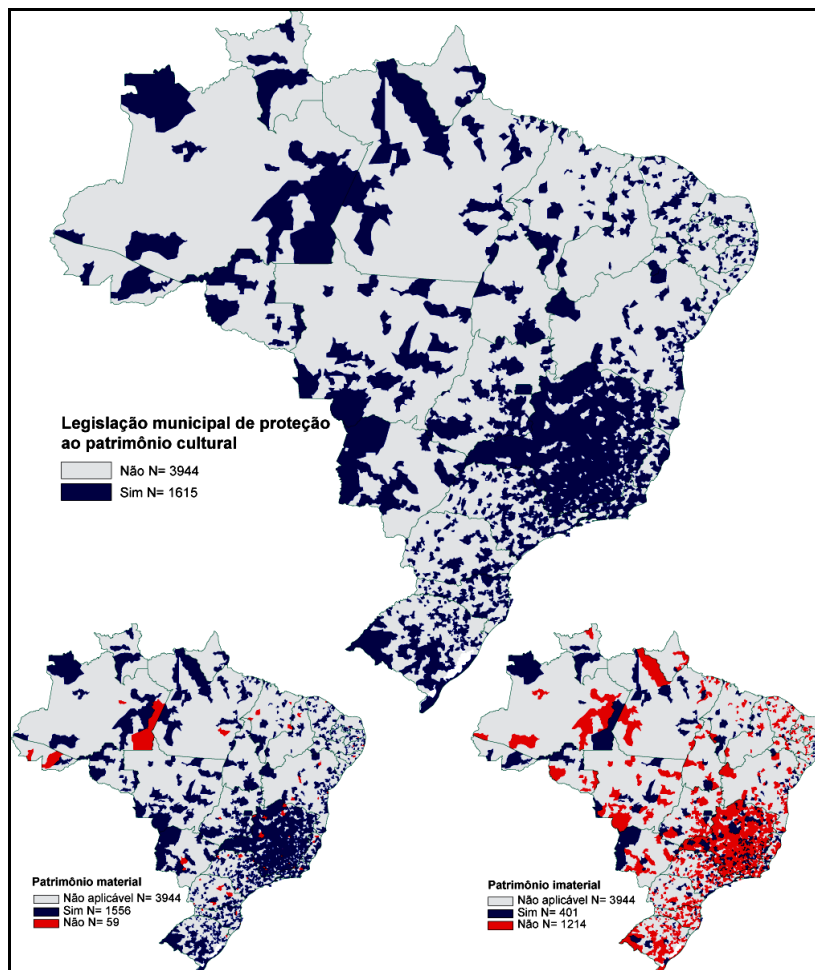 Legislação municipal de proteção
ao patrimônio cultural
Não N= 3944
Sim N= 1615
Patrimônio material
Não aplicável N= 3944
Sim N= 1556
Não N= 59
Patrimônio imaterial
Não aplicável N= 3944
Sim N= 401
Não N= 1214